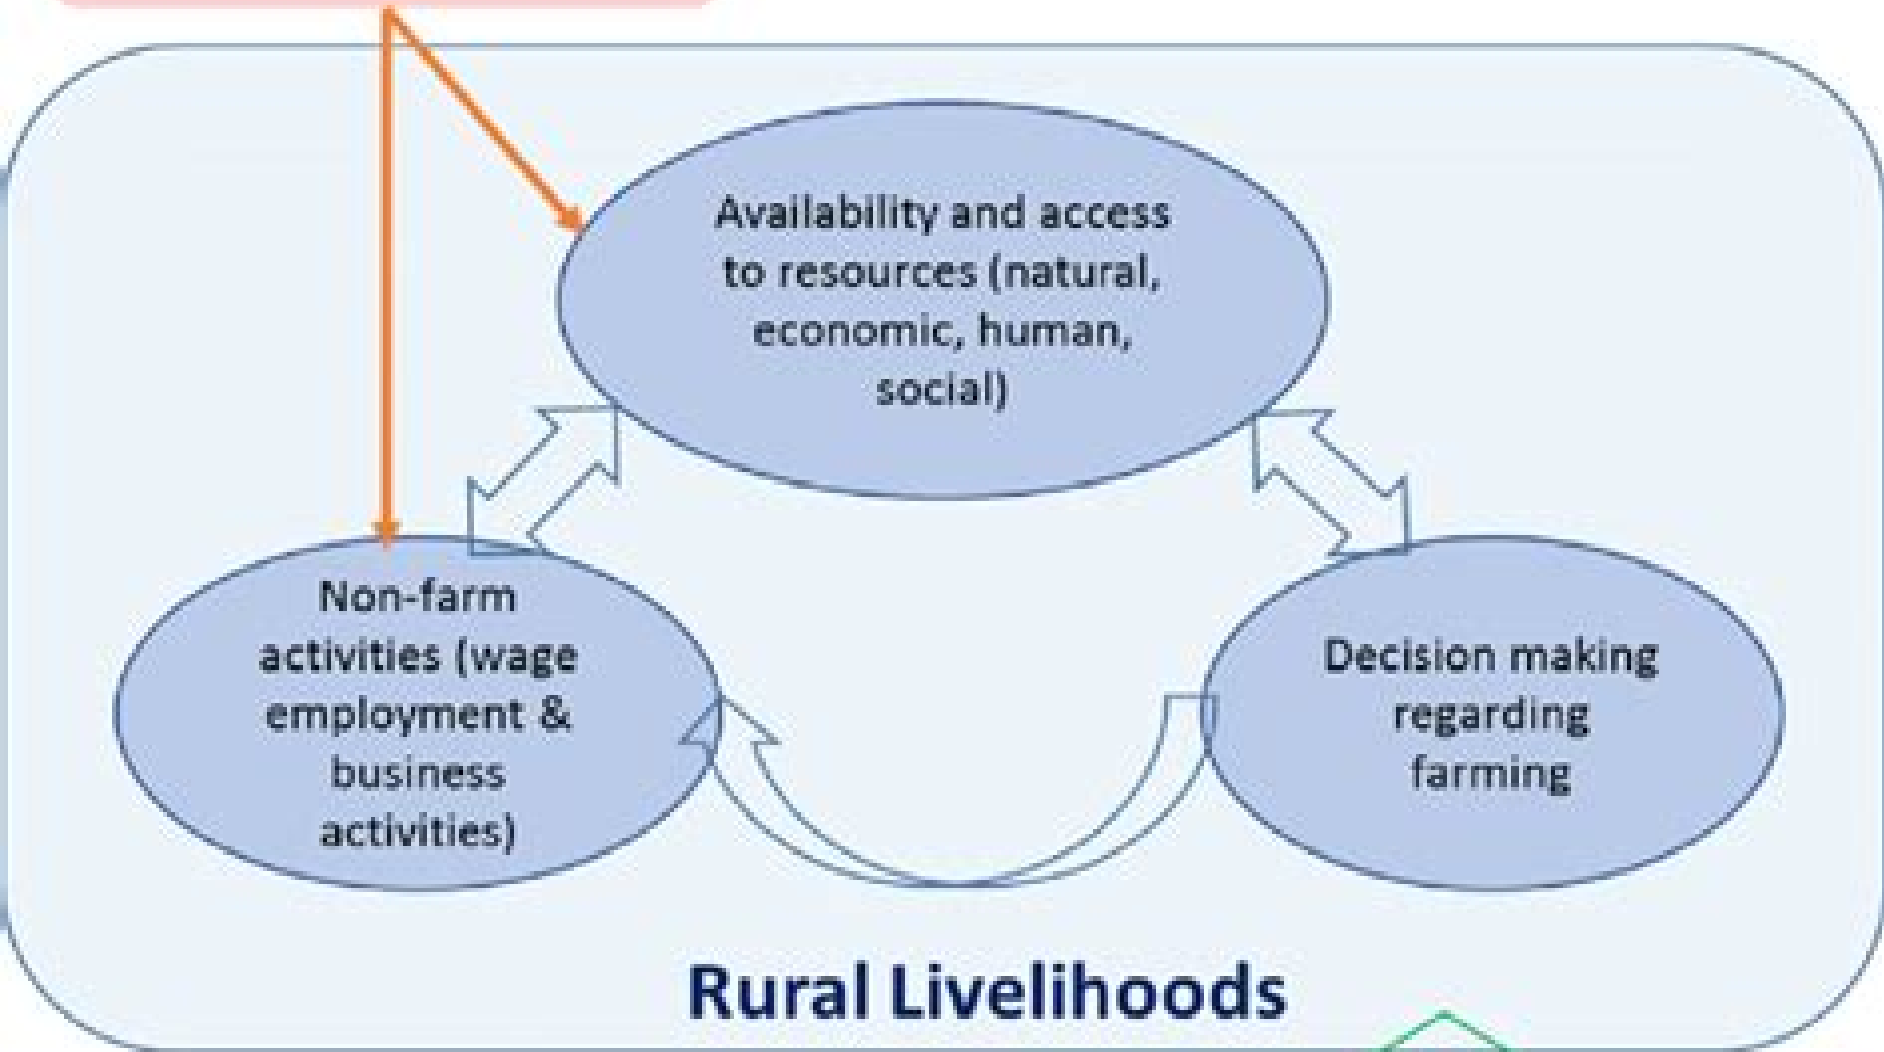 Availability and access
to resources (natural,
economic, human,
social)
Non-farm
activities (wage
employment &
business
activities)
Decision making
regarding
farming
Rural Livelihoods